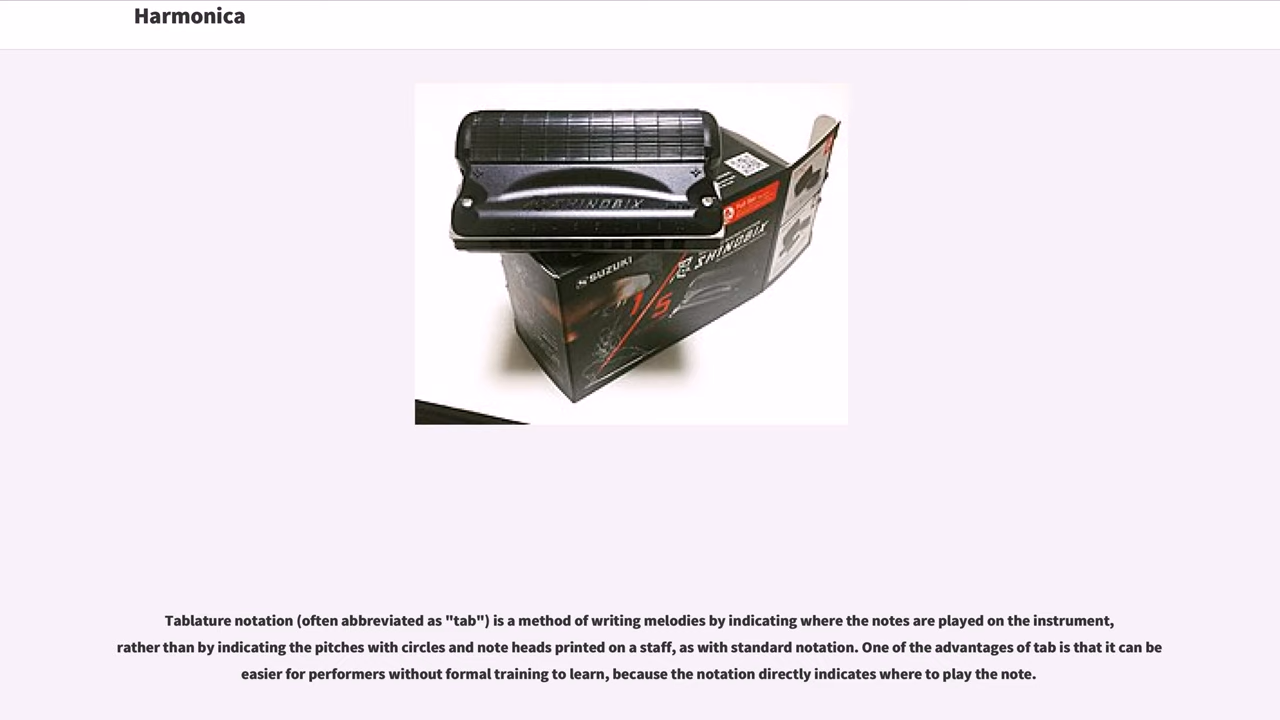 Harmonica
SHINOBIX
SUZUKI
SHINOBIX
1/5
Tablature notation (often abbreviated as "tab") is a method of writing melodies by indicating where the notes are played on the instrument,
rather than by indicating the pitches with circles and note heads printed on a staff, as with standard notation. One of the advantages of tab is that it can be
easier for performers without formal training to learn, because the notation directly indicates where to play the note.